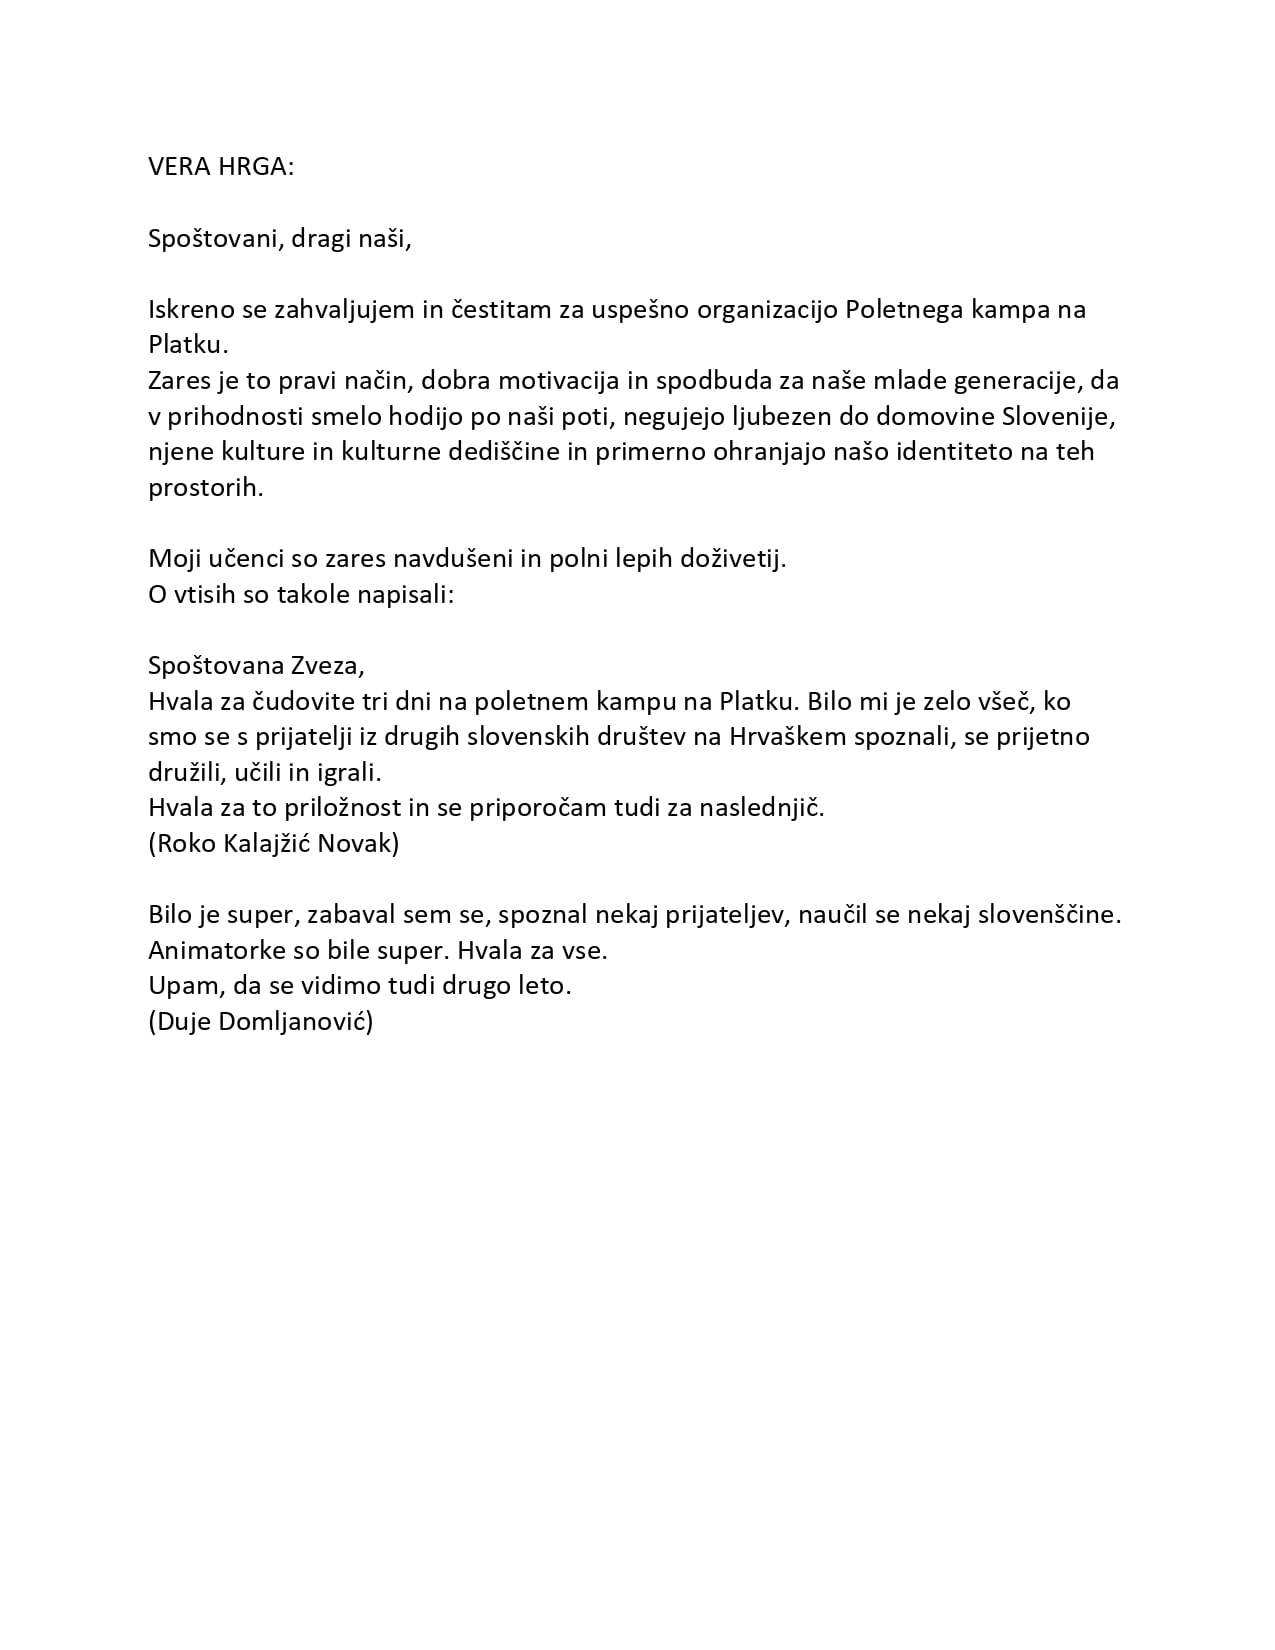 VERA HRGA:
Spoštovani, dragi naši,
Iskreno se zahvaljujem in čestitam za uspešno organizacijo Poletnega kampa na
Platku.
Zares je to pravi način, dobra motivacija in spodbuda za naše mlade generacije, da
v prihodnosti smelo hodijo po naši poti, negujejo ljubezen do domovine Slovenije,
njene kulture in kulturne dediščine in primerno ohranjajo našo identiteto na teh
prostorih.
Moji učenci so zares navdušeni in polni lepih doživetij.
O vtisih so takole napisali:
Spoštovana Zveza,
Hvala za čudovite tri dni na poletnem kampu na Platku. Bilo mi je zelo všeč, ko
smo se s prijatelji iz drugih slovenskih društev na Hrvaškem spoznali, se prijetno
družili, učili in igrali.
Hvala za to priložnost in se priporočam tudi za naslednjič.
(Roko Kalajžić Novak)
Bilo je super, zabaval sem se, spoznal nekaj prijateljev, naučil se nekaj slovenščine.
Animatorke so bile super. Hvala za vse.
Upam, da se vidimo tudi drugo leto.
(Duje Domljanović)